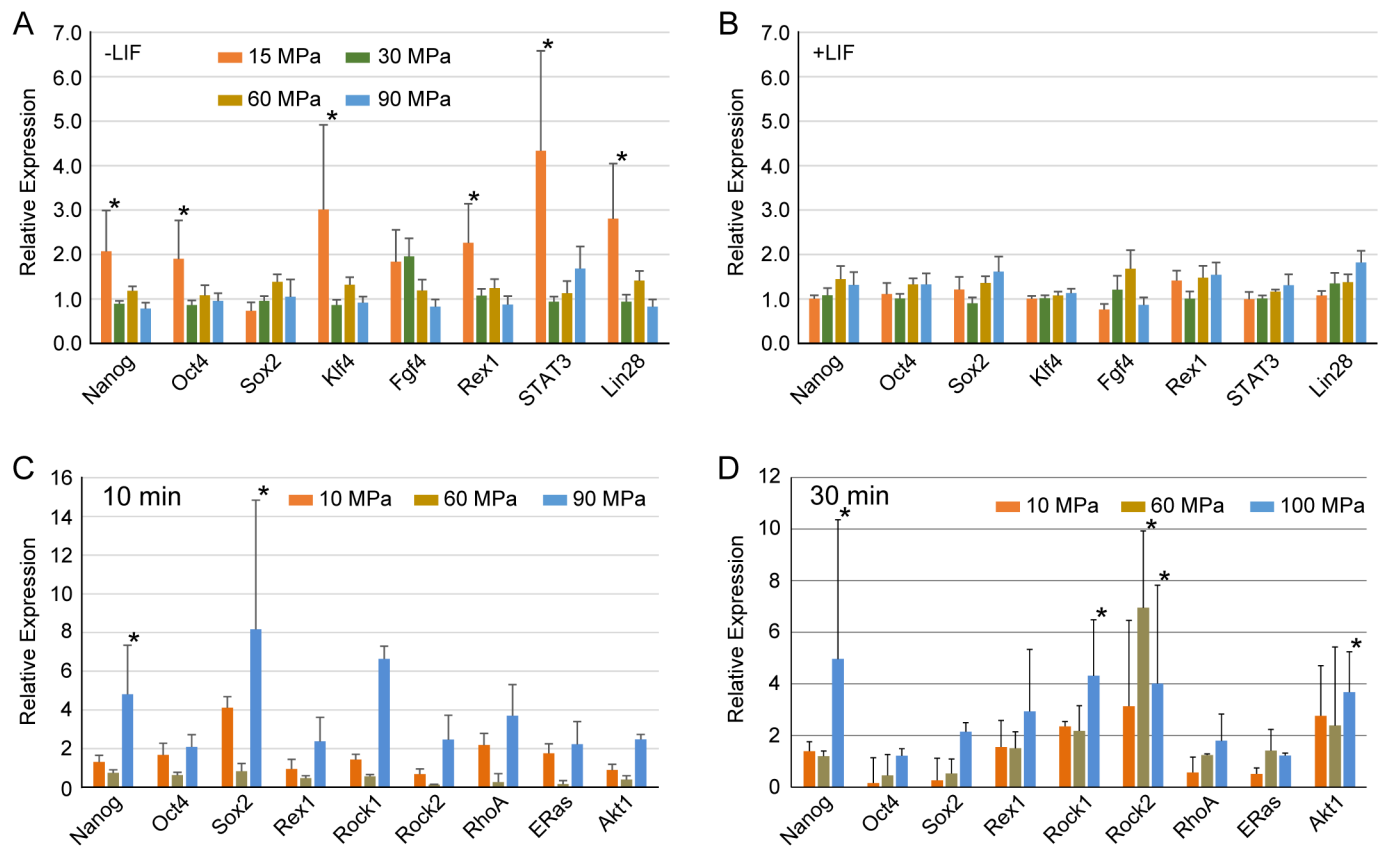 A
Relative Expression
7.0
6.0
5.0
4.0
3.0
2.0
1.0
0.0
-LIF
15 MPa 30 MPa
60 MPa 90 MPa
* * * * * *
Nanog Oct4 Sox2 Klf4 Fgf4 Rex1 STAT3 Lin28
B
Relative Expression
7.0
6.0
5.0
4.0
3.0
2.0
1.0
0.0
+LIF
Nanog Oct4 Sox2 Klf4 Fgf4 Rex1 STAT3 Lin28
C
Relative Expression
16
14
12
10
8
6
4
2
0
10 min
10 MPa 60 MPa 90 MPa
* *
Nanog Oct4 Sox2 Rex1 Rock1 Rock2 RhoA ERas Akt1
D
Relative Expression
12
10
8
6
4
2
0
30 min
10 MPa 60 MPa 100 MPa
* * * * *
Nanog Oct4 Sox2 Rex1 Rock1 Rock2 RhoA ERas Akt1